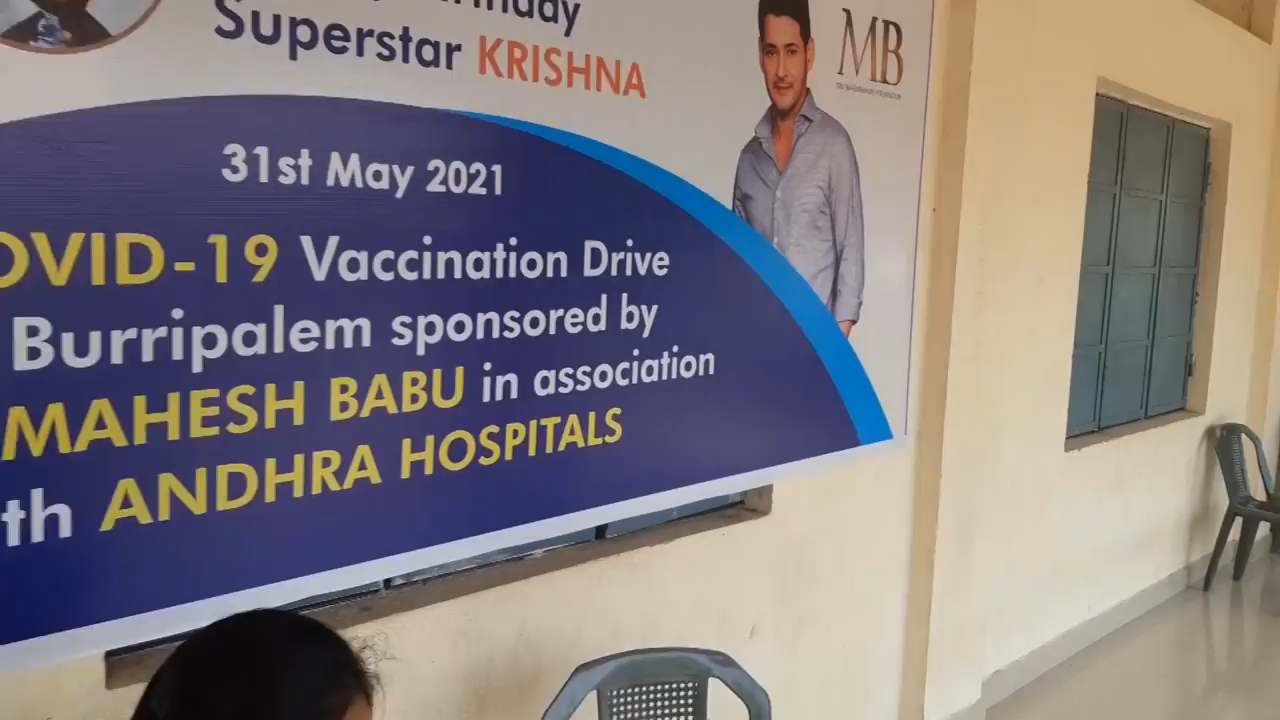 Superstar KRISHNA
MB
31st May 2021
OVID-19 Vaccination Drive
Burripalem sponsored by
MAHESH BABU in association
th ANDHRA HOSPITALS